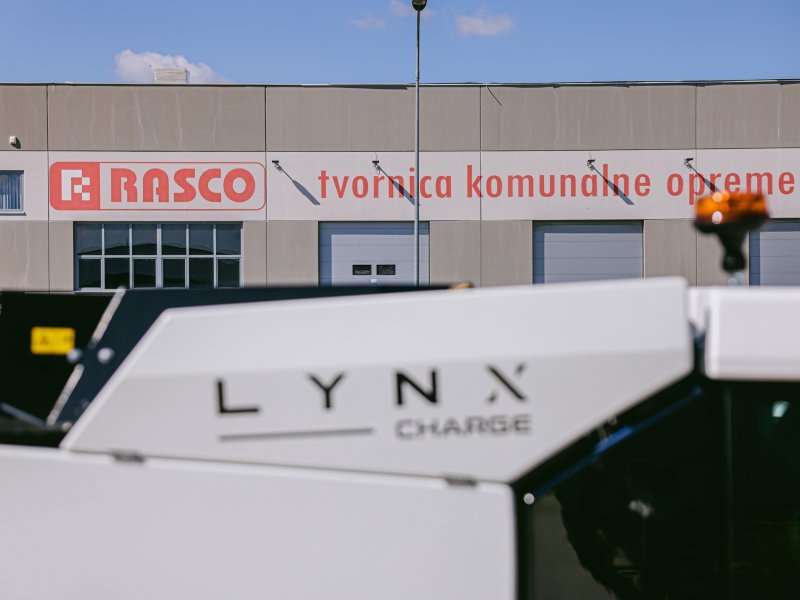 RASCO tvornica komunalne opreme
LYNX
CHARGE